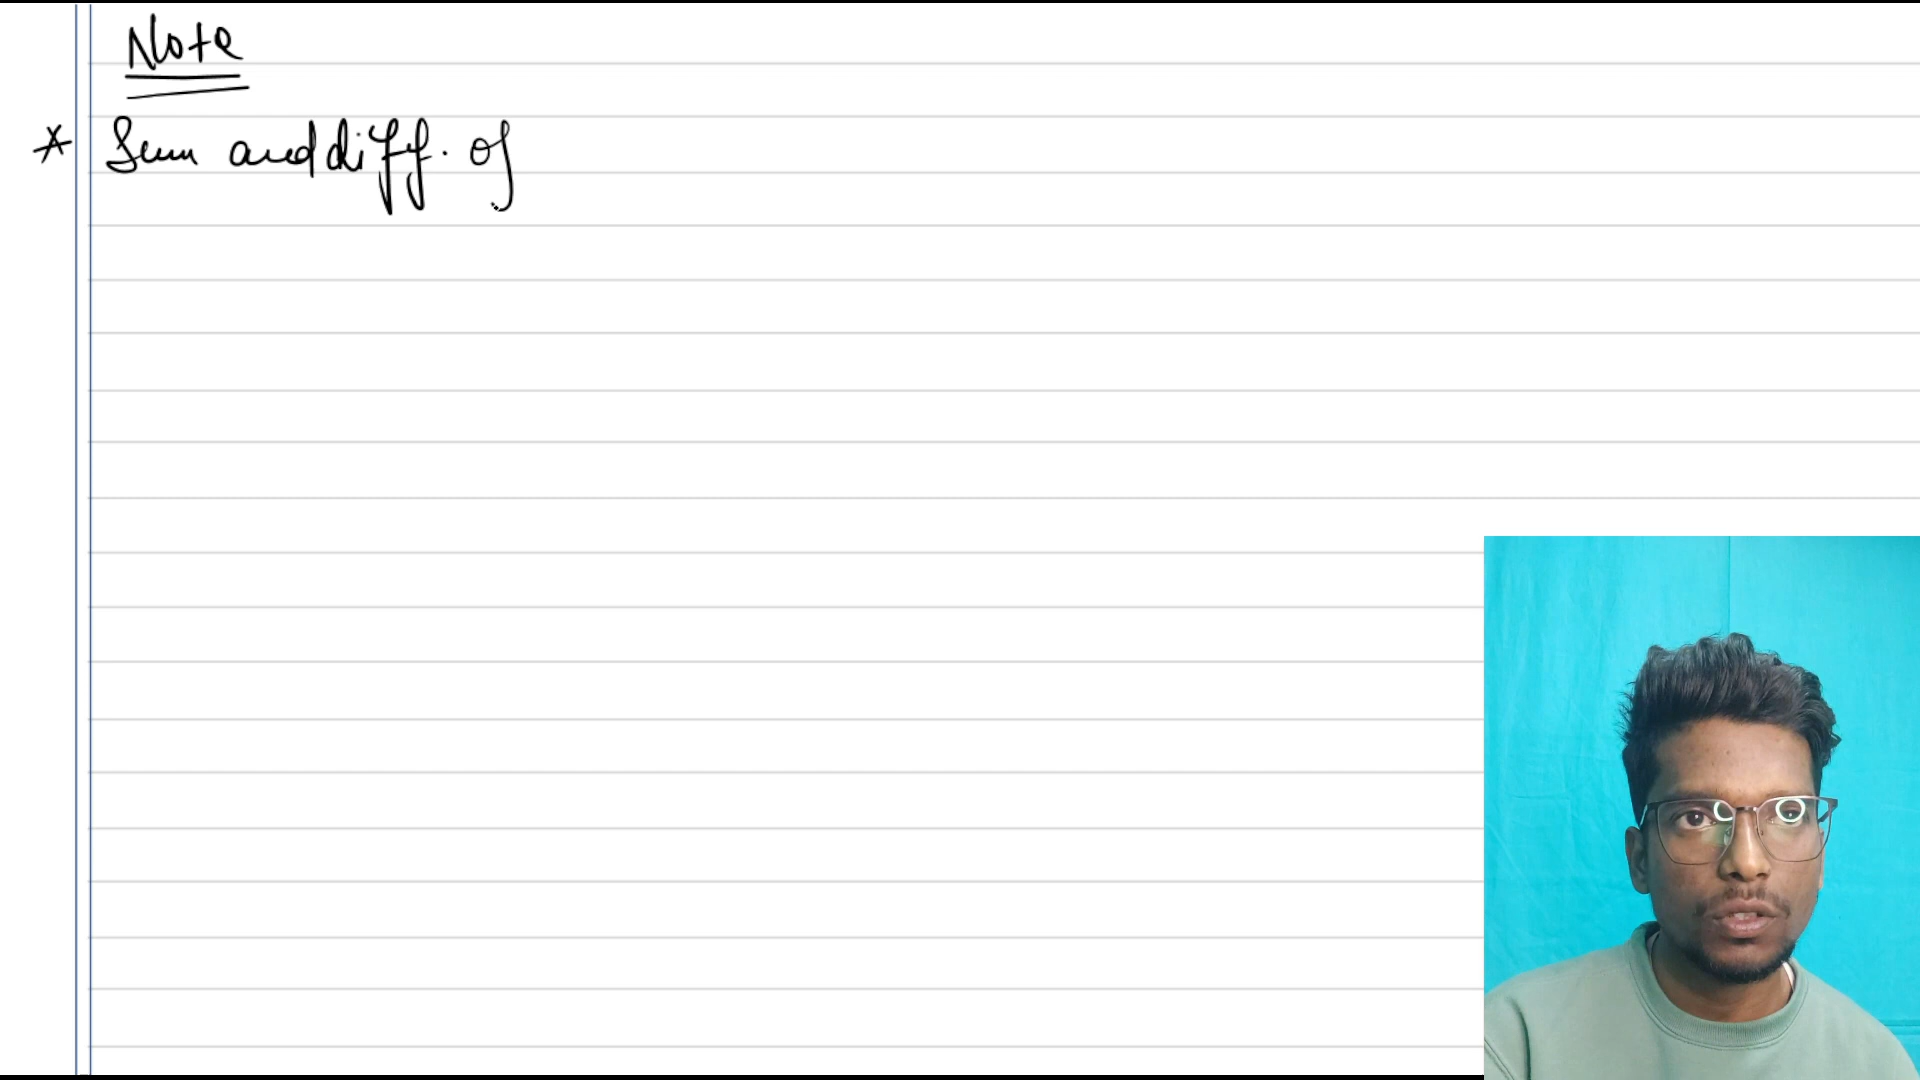 Note
* Sum and diff. of